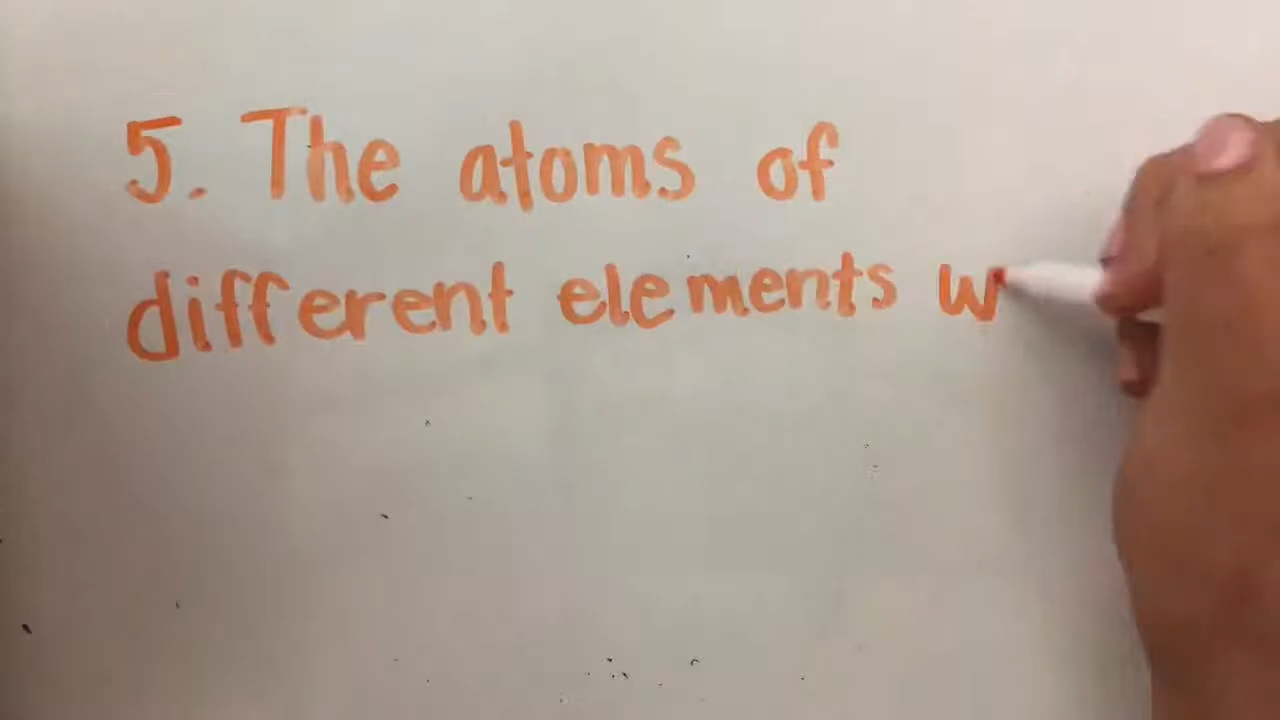 5. The atoms of
different elements w